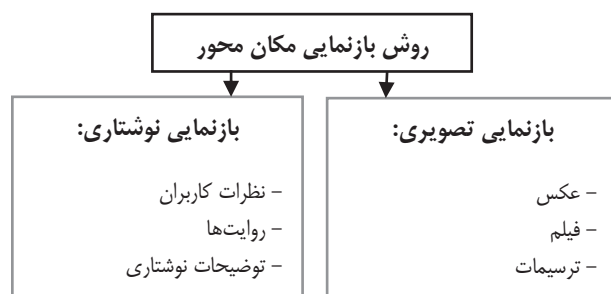 روش بازنمایی مکان محور
بازنمایی تصویری:
- عکس
- فیلم
- ترسیمات
بازنمایی نوشتاری:
- نظرات کاربران
- روایت‌ها
- توضیحات نوشتاری